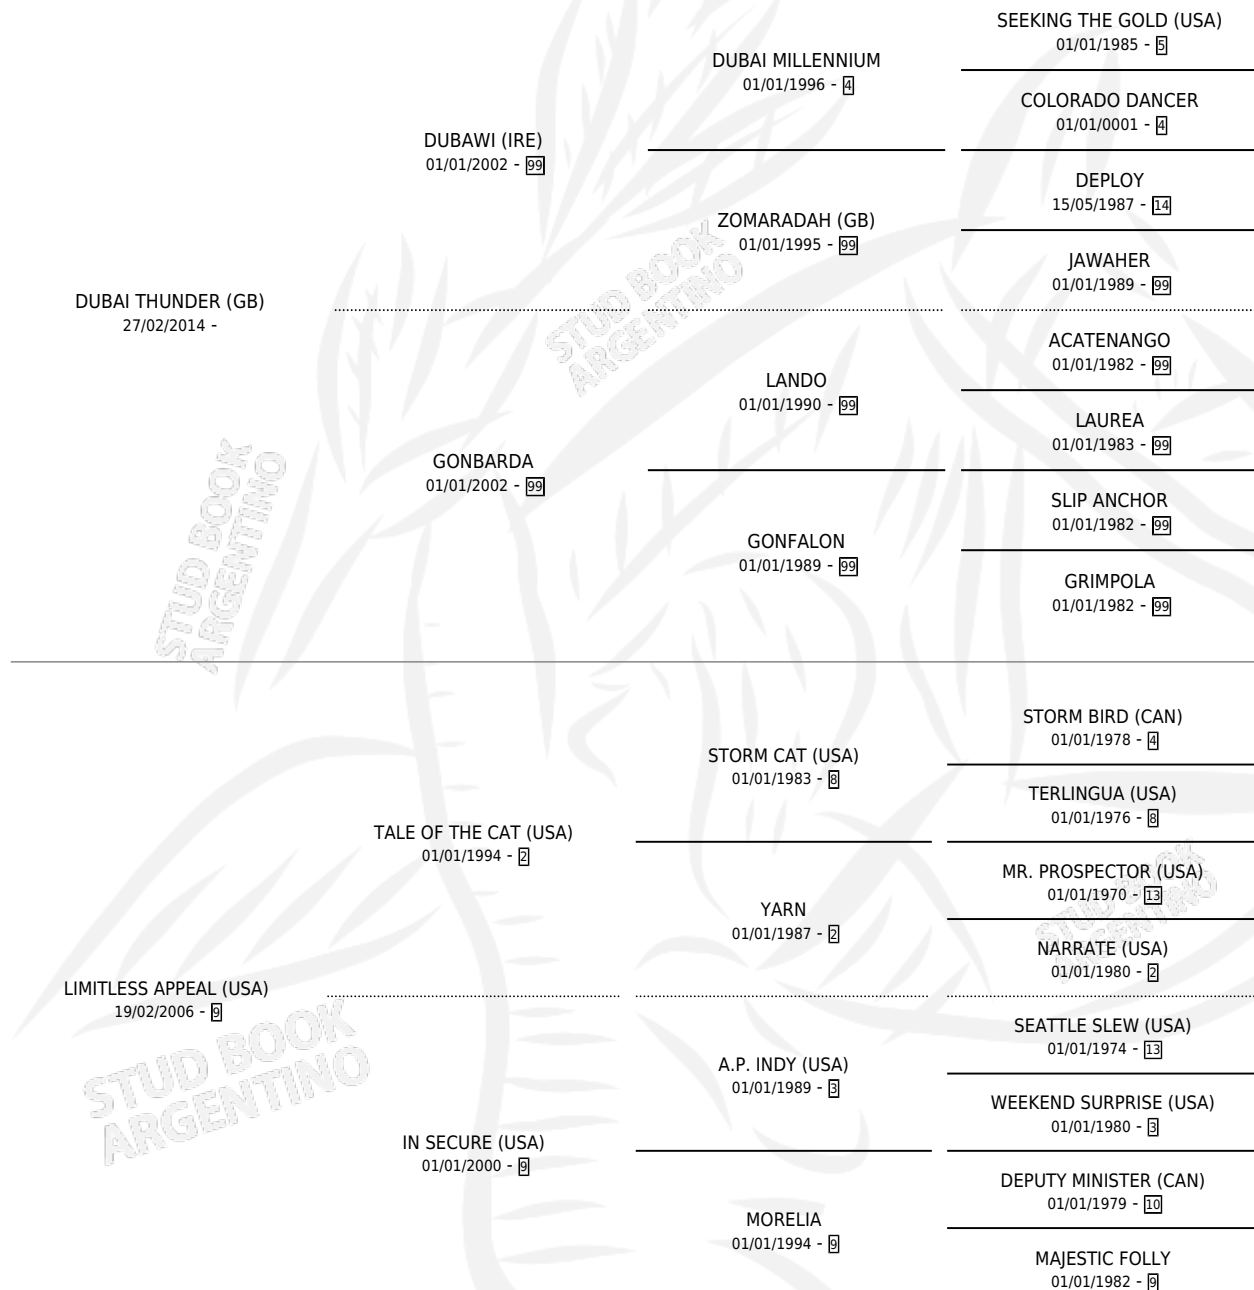 SEEKING THE GOLD (USA)
01/01/1985 - 5
DUBAI MILLENNIUM
01/01/1996 - 4
COLORADO DANCER
01/01/0001 - 4
DUBAWI (IRE)
01/01/2002 - 99
DEPLOY
15/05/1987 - 14
ZOMARADAH (GB)
01/01/1995 - 99
JAWAHER
01/01/1989 - 99
DUBAI THUNDER (GB)
27/02/2014 -
STUD BOOK
ARGENTINO
ACATENANGO
01/01/1982 - 99
LANDO
01/01/1990 - 99
LAUREA
01/01/1983 - 99
GONBARDA
01/01/2002 - 99
SLIP ANCHOR
01/01/1982 - 99
GONFALON
01/01/1989 - 99
GRIMPOLA
01/01/1982 - 99
STUD BOOK
ARGENTINO
STORM BIRD (CAN)
01/01/1978 - 4
STORM CAT (USA)
01/01/1983 - 8
TERLINGUA (USA)
01/01/1976 - 8
TALE OF THE CAT (USA)
01/01/1994 - 2
MR. PROSPECTOR (USA)
01/01/1970 - 13
YARN
01/01/1987 - 2
STUD BOOK
ARGENTINO
NARRATE (USA)
01/01/1980 - 2
LIMITLESS APPEAL (USA)
19/02/2006 - 9
STUD BOOK
ARGENTINO
SEATTLE SLEW (USA)
01/01/1974 - 13
A.P. INDY (USA)
01/01/1989 - 3
WEEKEND SURPRISE (USA)
01/01/1980 - 3
IN SECURE (USA)
01/01/2000 - 9
DEPUTY MINISTER (CAN)
01/01/1979 - 10
MORELIA
01/01/1994 - 9
MAJESTIC FOLLY
01/01/1982 - 9